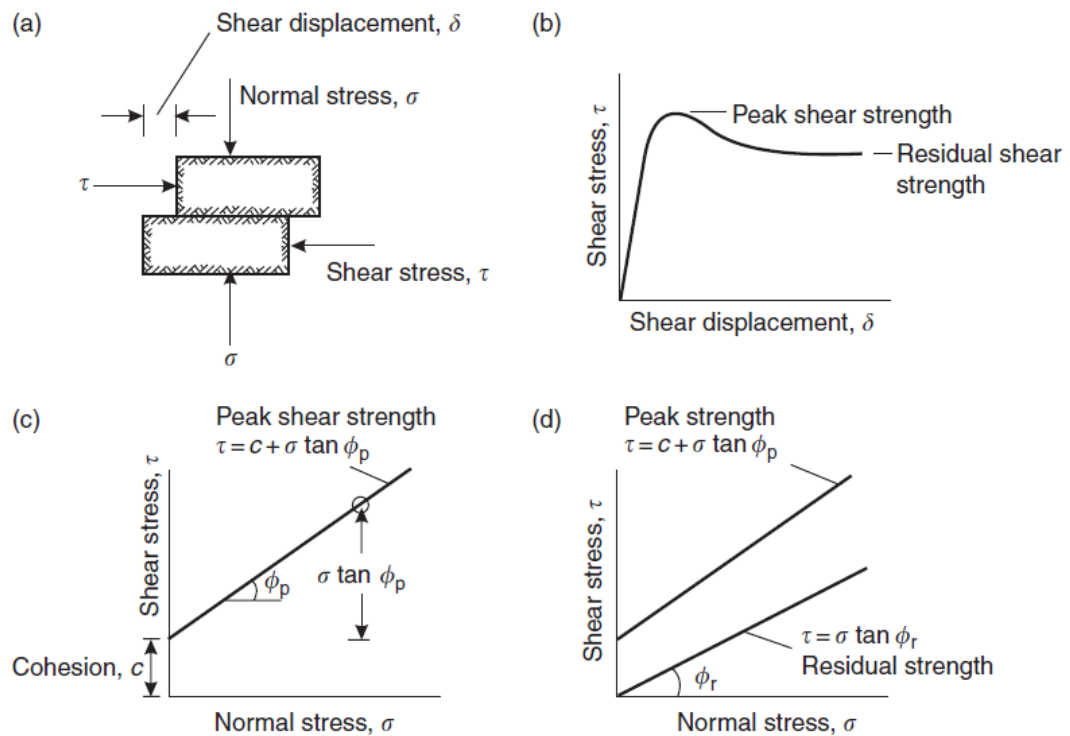 (a)
Shear displacement, δ
Normal stress, σ
τ
Shear stress, τ
σ
(b)
Shear stress, τ
Peak shear strength
Residual shear
strength
Shear displacement, δ
(c)
Peak shear strength
τ = c + σ tan ϕp
Shear stress, τ
ϕp
σ tan ϕp
Cohesion, c
Normal stress, σ
(d)
Peak strength
τ = c + σ tan ϕp
Shear stress, τ
τ = σ tan ϕr
Residual strength
ϕr
Normal stress, σ